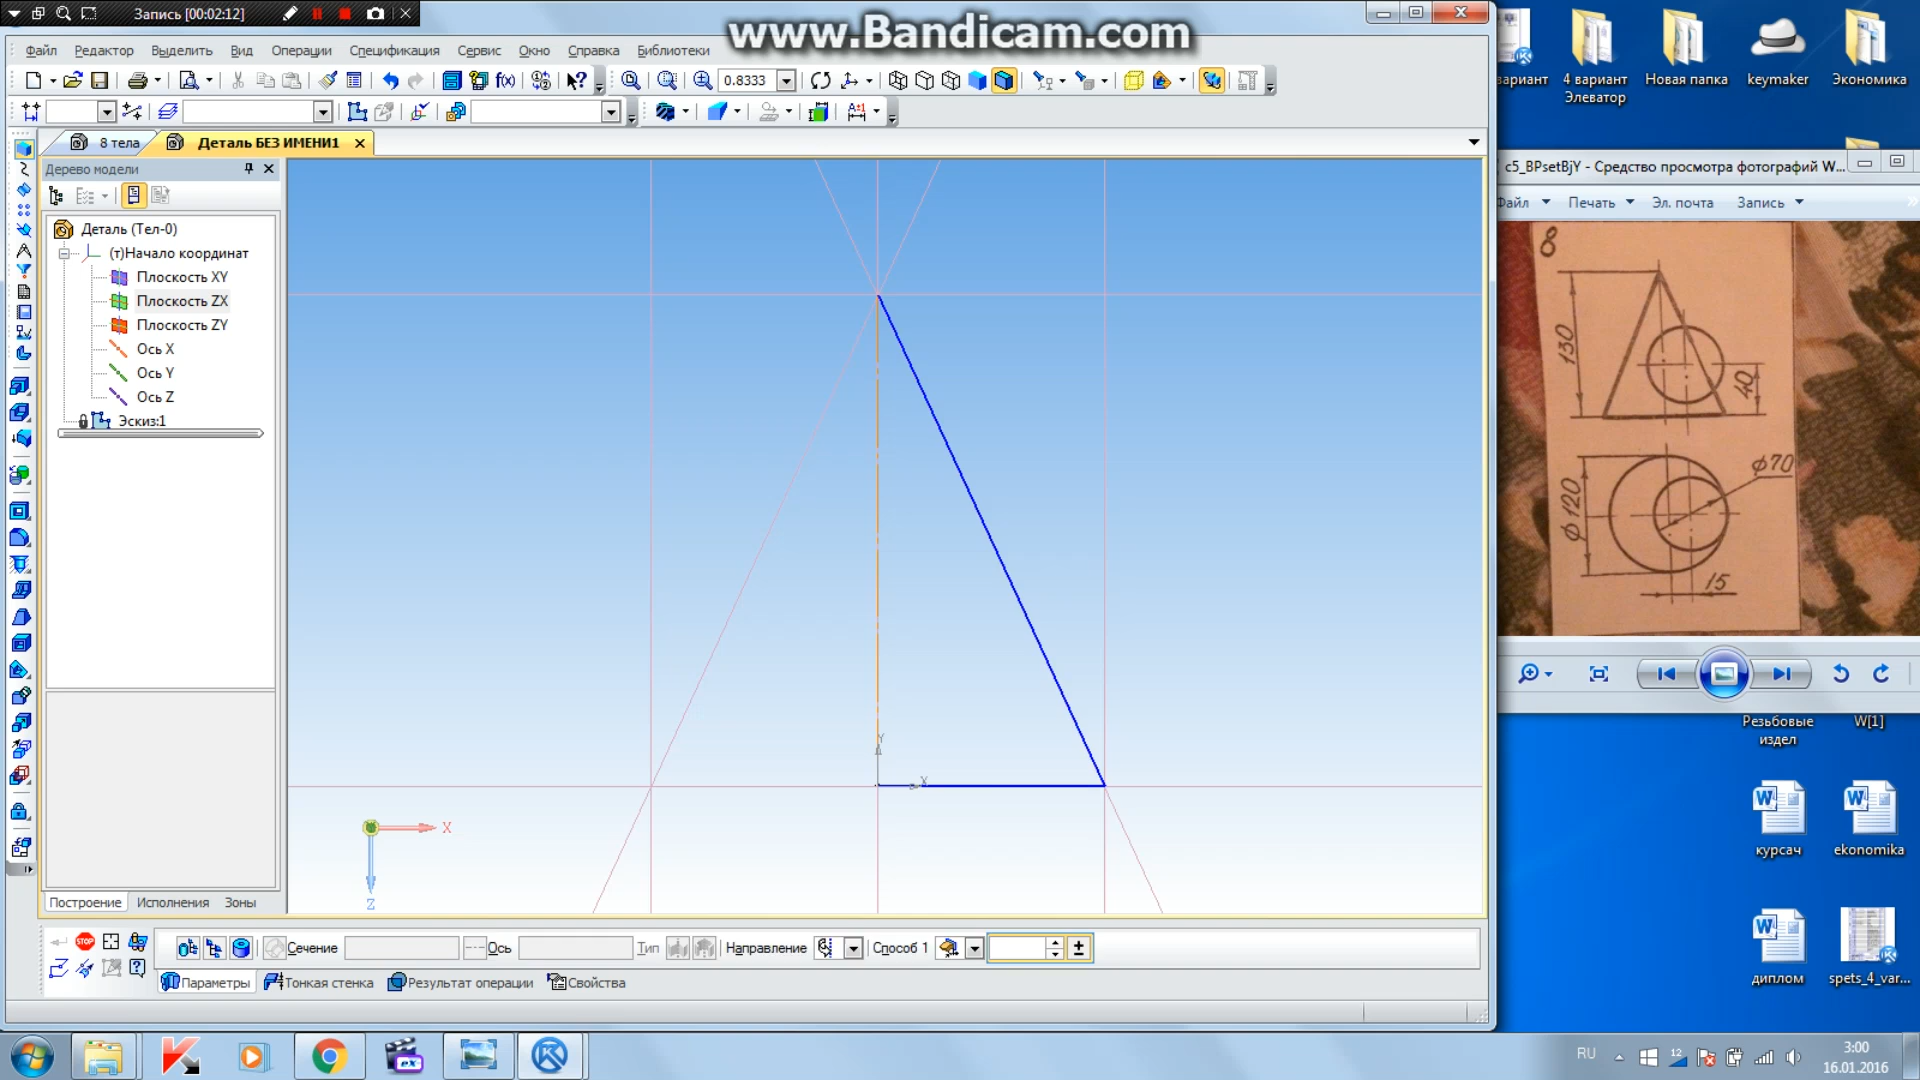 Запись [00:02:12]
www.Bandicam.com
Файл Редактор Выделить Вид Операции Спецификация Сервис Окно Справка Библиотеки
0.8333
8 тела
Деталь БЕЗ ИМЕНИ1
Дерево модели
Деталь (Тел-0)
(т)Начало координат
Плоскость XY
Плоскость ZX
Плоскость ZY
Ось X
Ось Y
Ось Z
Эскиз:1
Построение Исполнения Зоны
Y
X
X
Z
STOP
Сечение Ось Тип Направление Способ 1
Параметры Тонкая стенка Результат операции Свойства
вариант
4 вариант Элеватор
Новая папка
keymaker
Экономика
c5_BPsetBjY - Средство просмотра фотографий W...
Файл Печать Эл. почта Запись
8
130
40
ф70
ф120
15
Резьбовые издел
W[1]
курсач
ekonomika
диплом
spets_4_var...
RU
12
3:00
16.01.2016